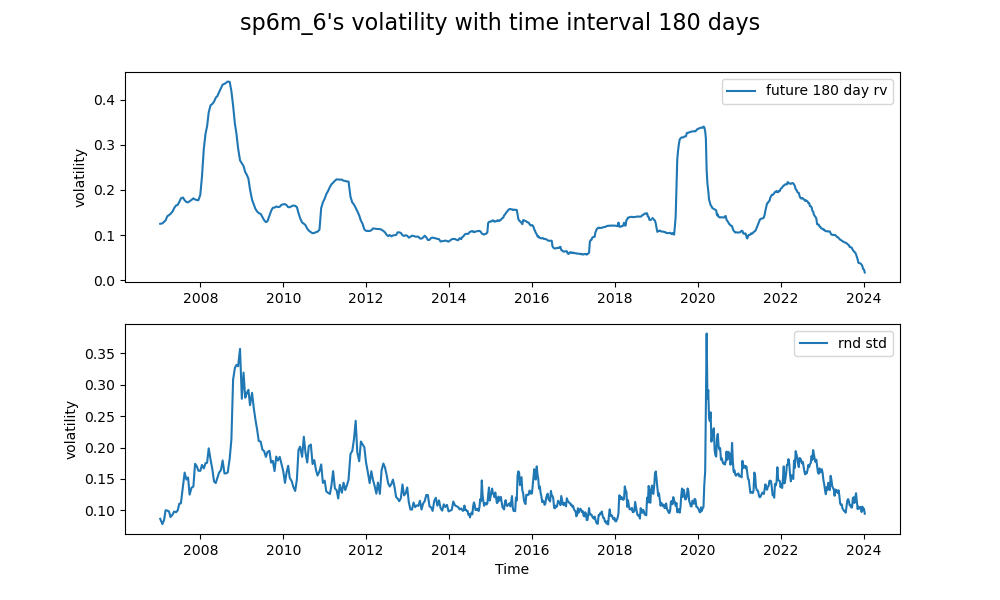 sp6m_6's volatility with time interval 180 days
future 180 day rv
volatility
0.4
0.3
0.2
0.1
0.0
2008 2010 2012 2014 2016 2018 2020 2022 2024
rnd std
volatility
0.35
0.30
0.25
0.20
0.15
0.10
2008 2010 2012 2014 2016 2018 2020 2022 2024
Time